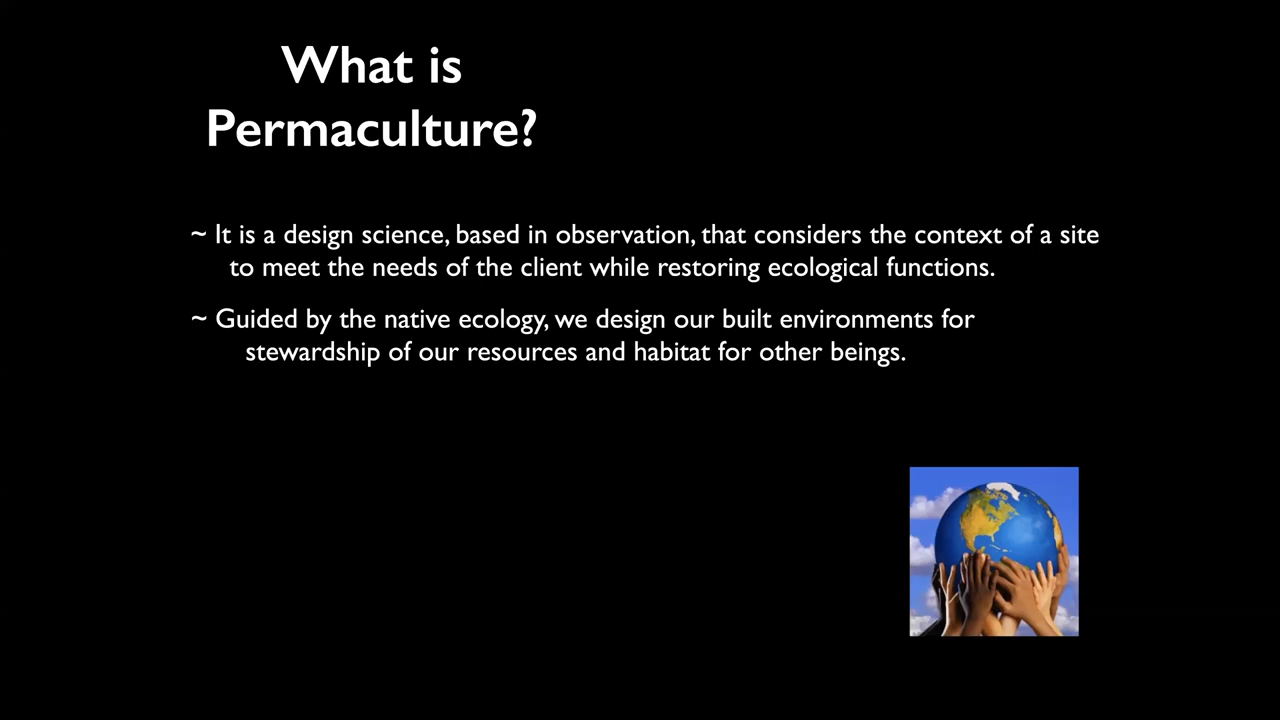 What is
Permaculture?
~ It is a design science, based in observation, that considers the context of a site
to meet the needs of the client while restoring ecological functions.
~ Guided by the native ecology, we design our built environments for
stewardship of our resources and habitat for other beings.